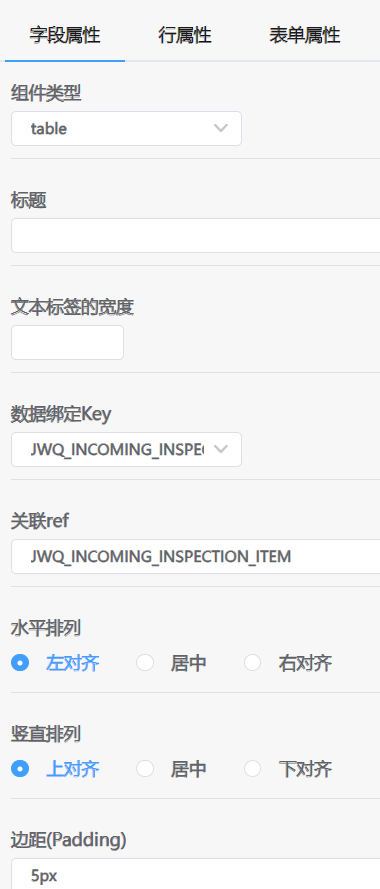 字段属性 行属性 表单属性
组件类型
table
标题
文本标签的宽度
数据绑定Key
JWQ_INCOMING_INSPEC
关联ref
JWQ_INCOMING_INSPECTION_ITEM
水平排列
左对齐 居中 右对齐
竖直排列
上对齐 居中 下对齐
边距(Padding)
5px